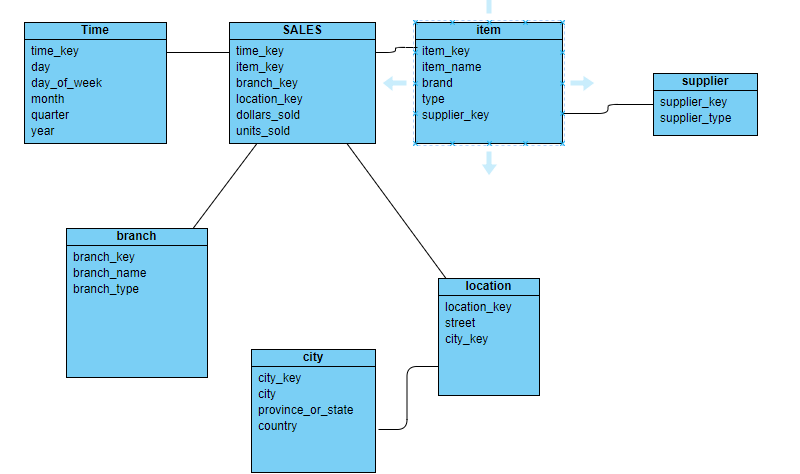 Time
time_key
day
day_of_week
month
quarter
year
SALES
time_key
item_key
branch_key
location_key
dollars_sold
units_sold
item
item_key
item_name
brand
type
supplier_key
supplier
supplier_key
supplier_type
branch
branch_key
branch_name
branch_type
location
location_key
street
city_key
city
city_key
city
province_or_state
country